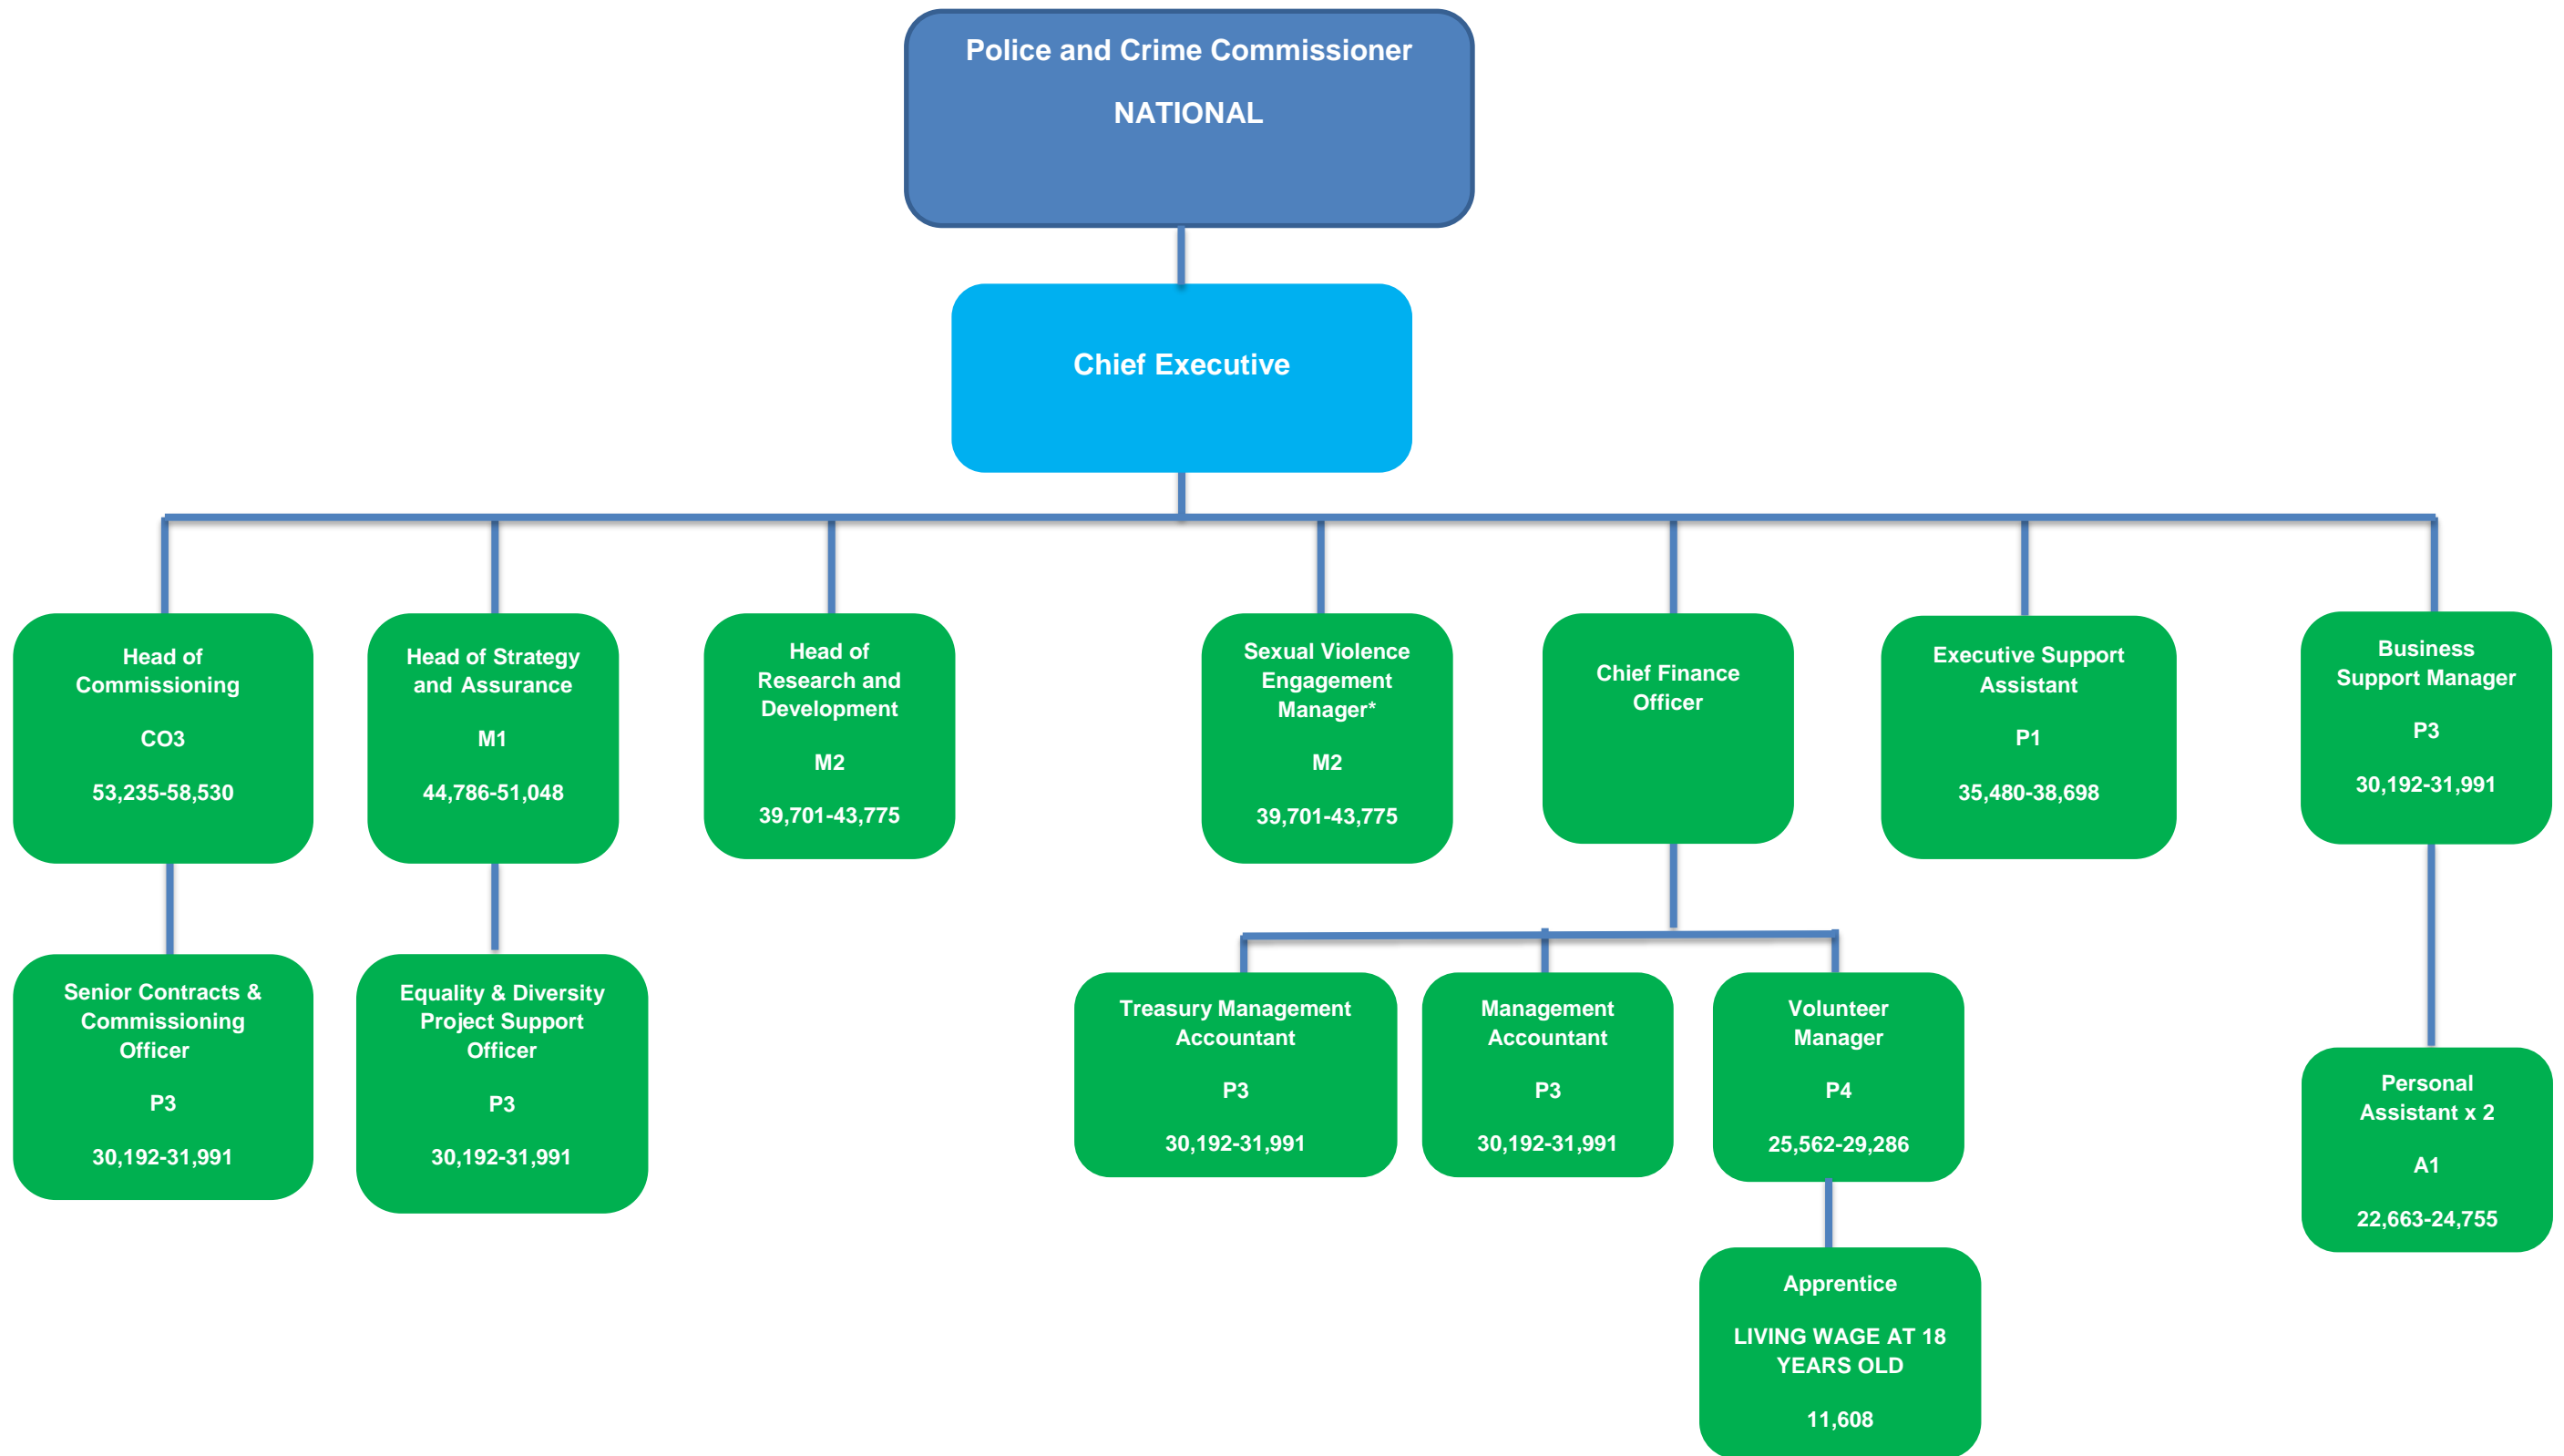 Police and Crime Commissioner
NATIONAL
Chief Executive
Head of
Commissioning
CO3
53,235-58,530
Head of Strategy
and Assurance
M1
44,786-51,048
Head of
Research and
Development
M2
39,701-43,775
Sexual Violence
Engagement
Manager*
M2
39,701-43,775
Chief Finance
Officer
Executive Support
Assistant
P1
35,480-38,698
Business
Support Manager
P3
30,192-31,991
Senior Contracts &
Commissioning
Officer
P3
30,192-31,991
Equality & Diversity
Project Support
Officer
P3
30,192-31,991
Treasury Management
Accountant
P3
30,192-31,991
Management
Accountant
P3
30,192-31,991
Volunteer
Manager
P4
25,562-29,286
Personal
Assistant x 2
A1
22,663-24,755
Apprentice
LIVING WAGE AT 18
YEARS OLD
11,608